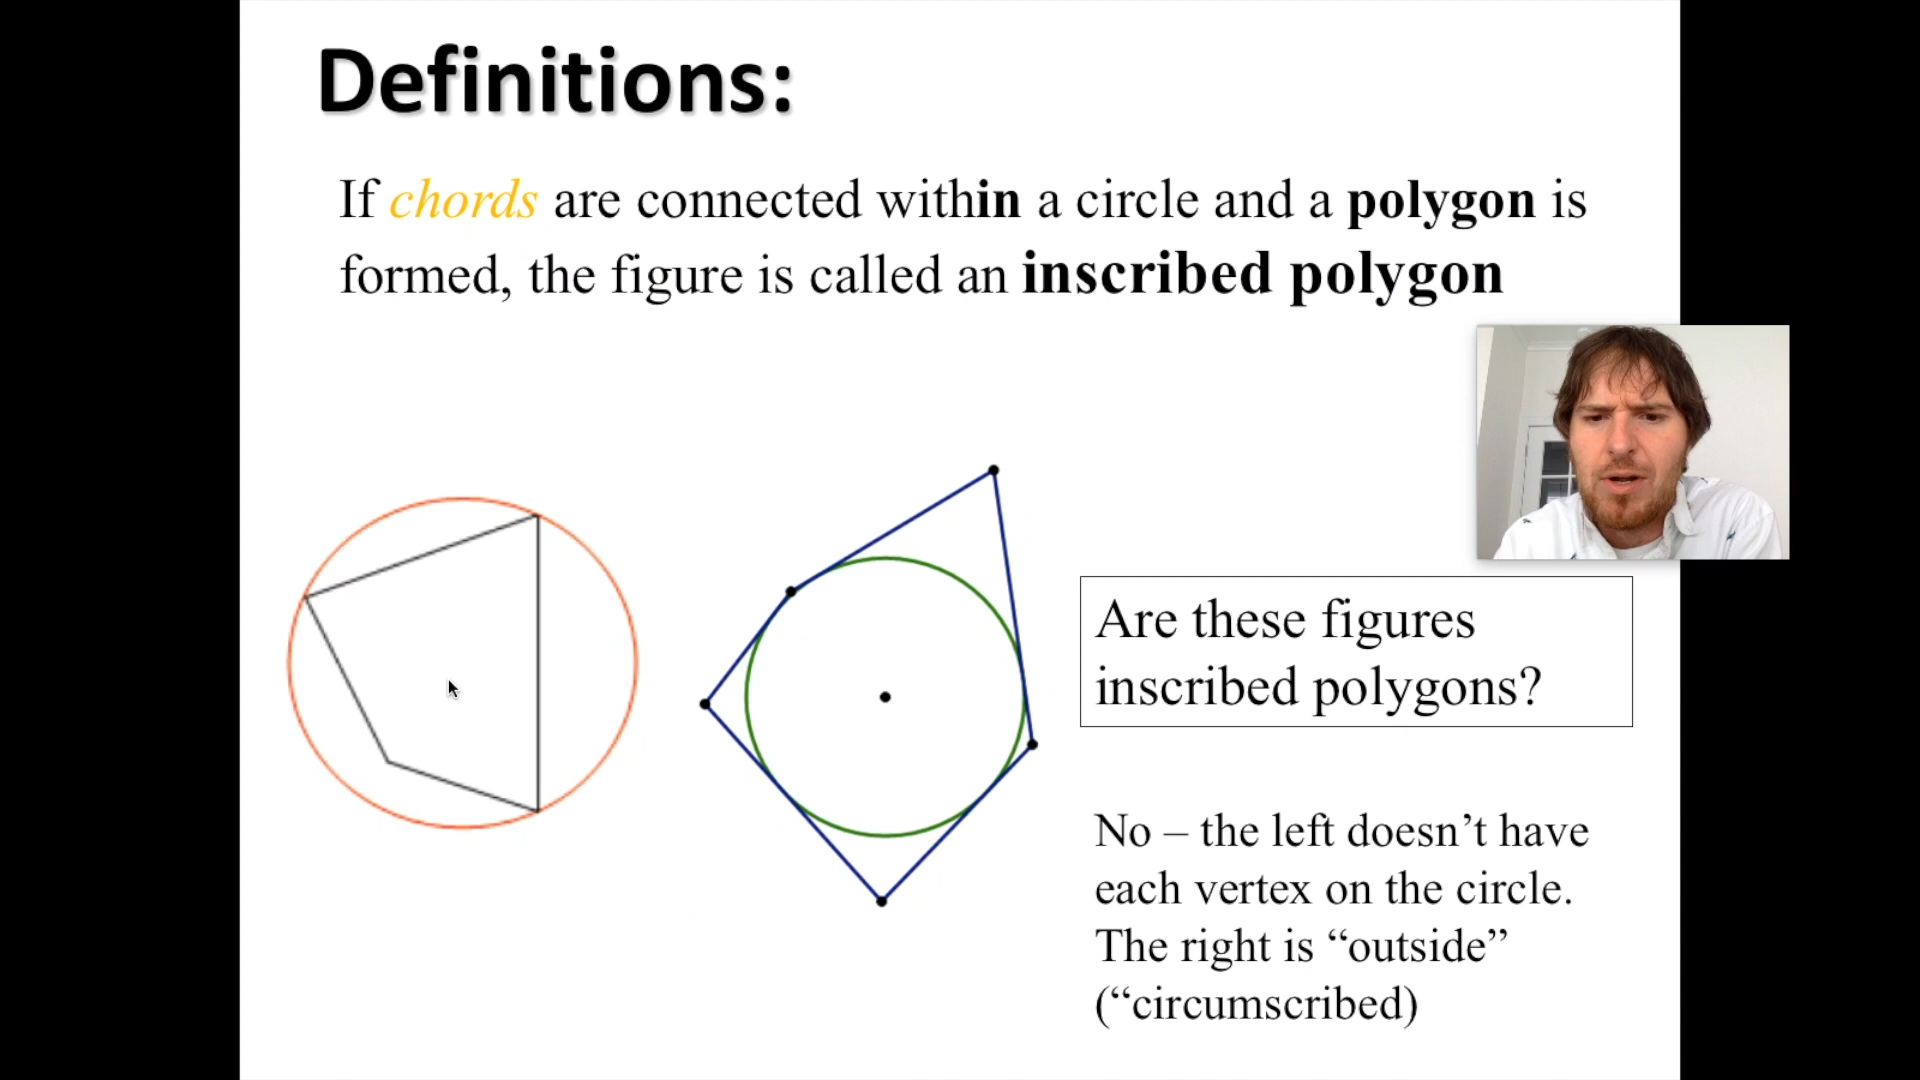 Definitions:
If chords are connected within a circle and a polygon is
formed, the figure is called an inscribed polygon
Are these figures
inscribed polygons?
No – the left doesn’t have
each vertex on the circle.
The right is “outside”
(“circumscribed)